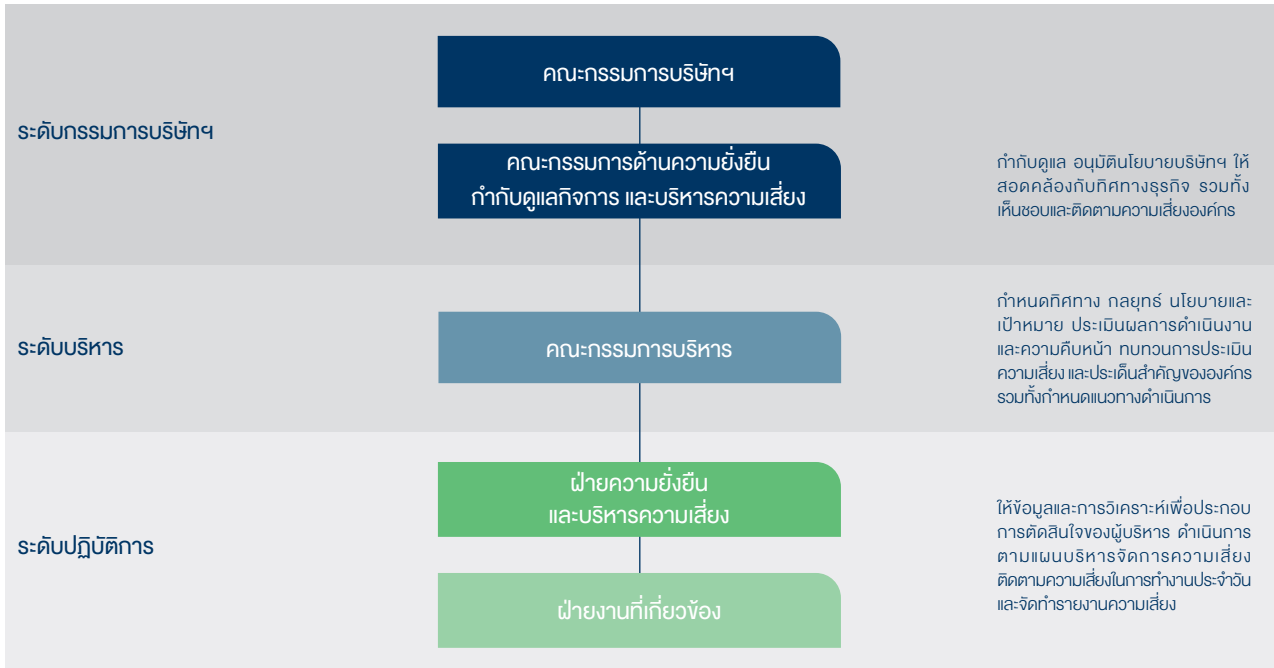 ระดับกรรมการบริษัทฯ
คณะกรรมการบริษัทฯ
คณะกรรมการด้านความยั่งยืน
กำกับดูแลกิจการ และบริหารความเสี่ยง
กำกับดูแล อนุมัตินโยบายบริษัทฯ ให้
สอดคล้องกับทิศทางธุรกิจ รวมทั้ง
เห็นชอบและติดตามความเสี่ยงองค์กร
ระดับบริหาร
คณะกรรมการบริหาร
กำหนดทิศทาง กลยุทธ์ นโยบายและ
เป้าหมาย ประเมินผลการดำเนินงาน
และความคืบหน้า ทบทวนการประเมิน
ความเสี่ยง และประเด็นสำคัญขององค์กร
รวมทั้งกำหนดแนวทางดำเนินการ
ระดับปฏิบัติการ
ฝ่ายความยั่งยืน
และบริหารความเสี่ยง
ฝ่ายงานที่เกี่ยวข้อง
ให้ข้อมูลและการวิเคราะห์เพื่อประกอบ
การตัดสินใจของผู้บริหาร ดำเนินการ
ตามแผนบริหารจัดการความเสี่ยง
ติดตามความเสี่ยงในการทำงานประจำวัน
และจัดทำรายงานความเสี่ยง